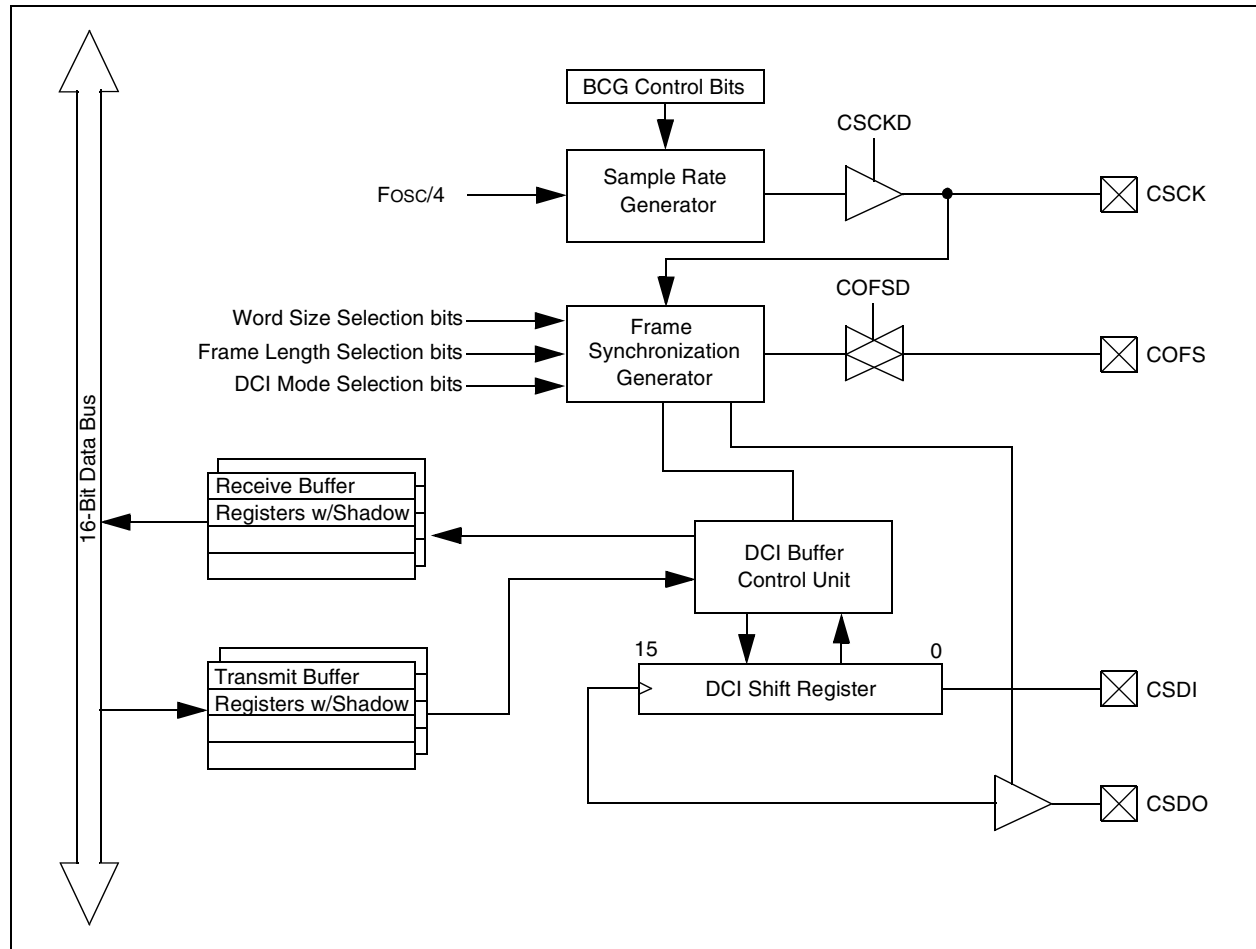 BCG Control Bits
CSCKD
FOSC/4
Sample Rate
Generator
CSCK
COFSD
Word Size Selection bits
Frame Length Selection bits
DCI Mode Selection bits
Frame
Synchronization
Generator
COFS
16-Bit Data Bus
Receive Buffer
Registers w/Shadow
DCI Buffer
Control Unit
15
0
Transmit Buffer
Registers w/Shadow
DCI Shift Register
CSDI
CSDO